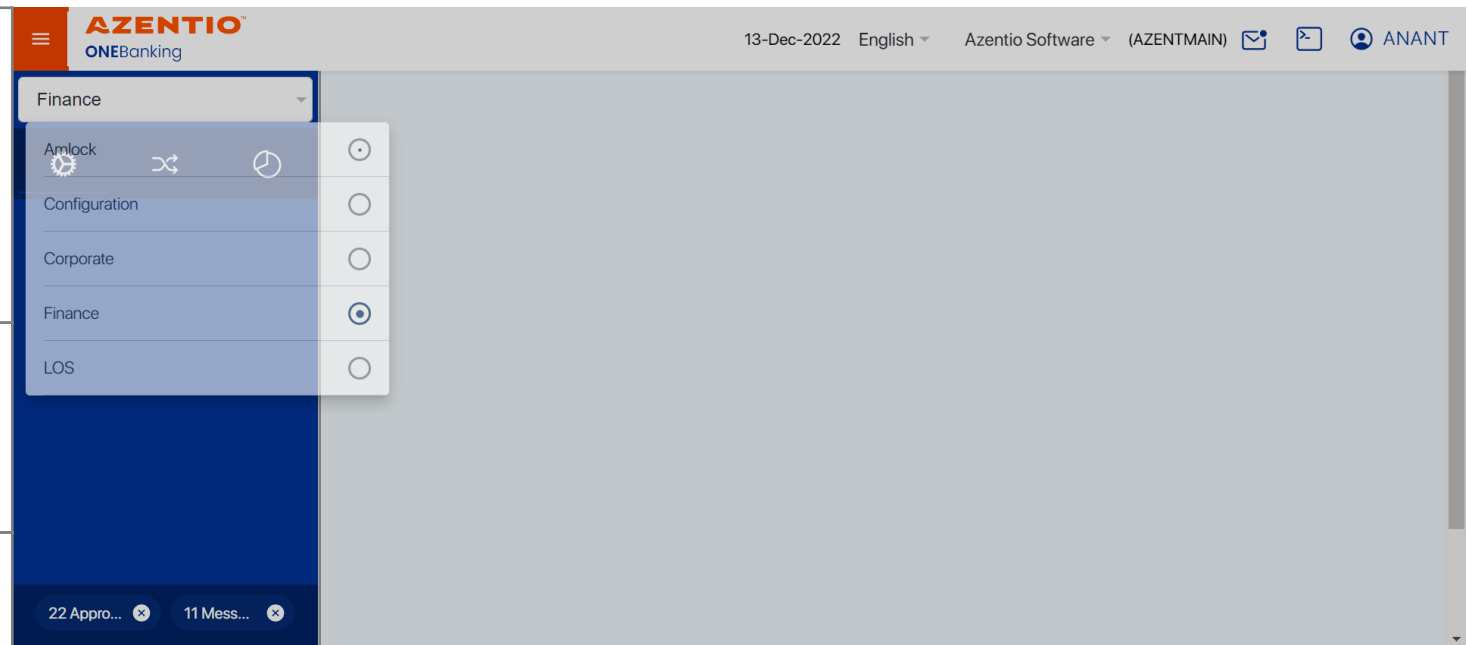 AZENTIO™
ONEBanking
13-Dec-2022 English Azentio Software (AZENTMAIN) ANANT
Finance
Amlock
Configuration
Corporate
Finance
LOS
22 Appro... 11 Mess...